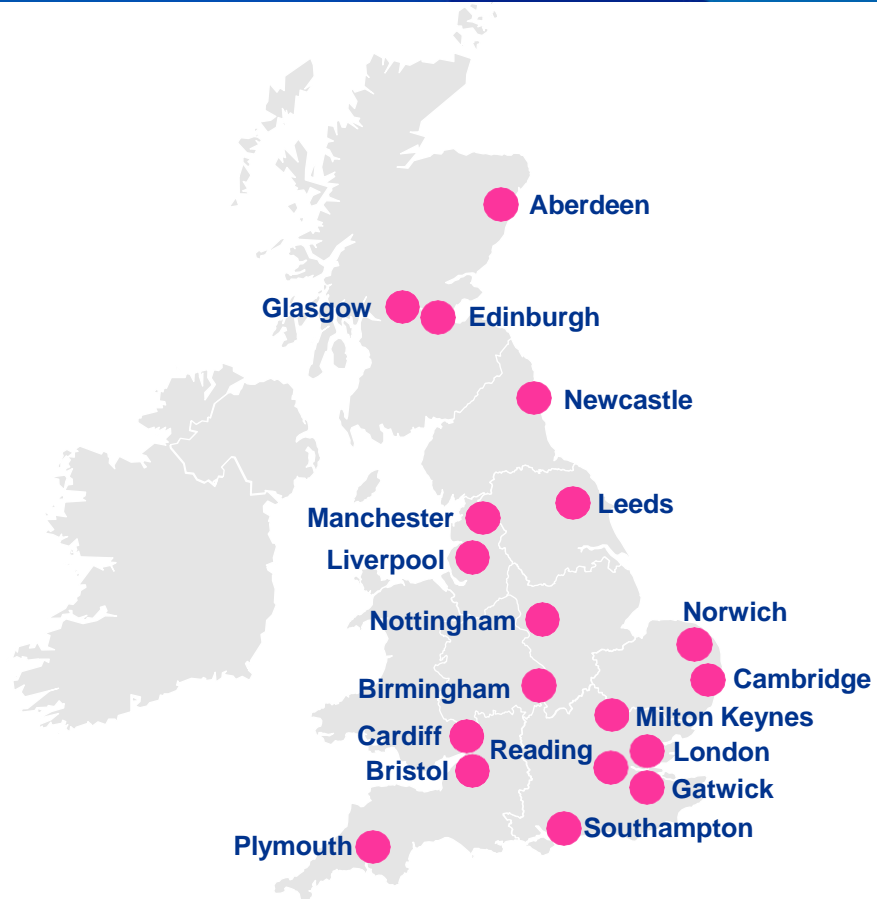 Aberdeen
Glasgow
Edinburgh
Newcastle
Leeds
Manchester
Liverpool
Norwich
Nottingham
Cambridge
Birmingham
Milton Keynes
Cardiff
Reading
London
Bristol
Gatwick
Southampton
Plymouth